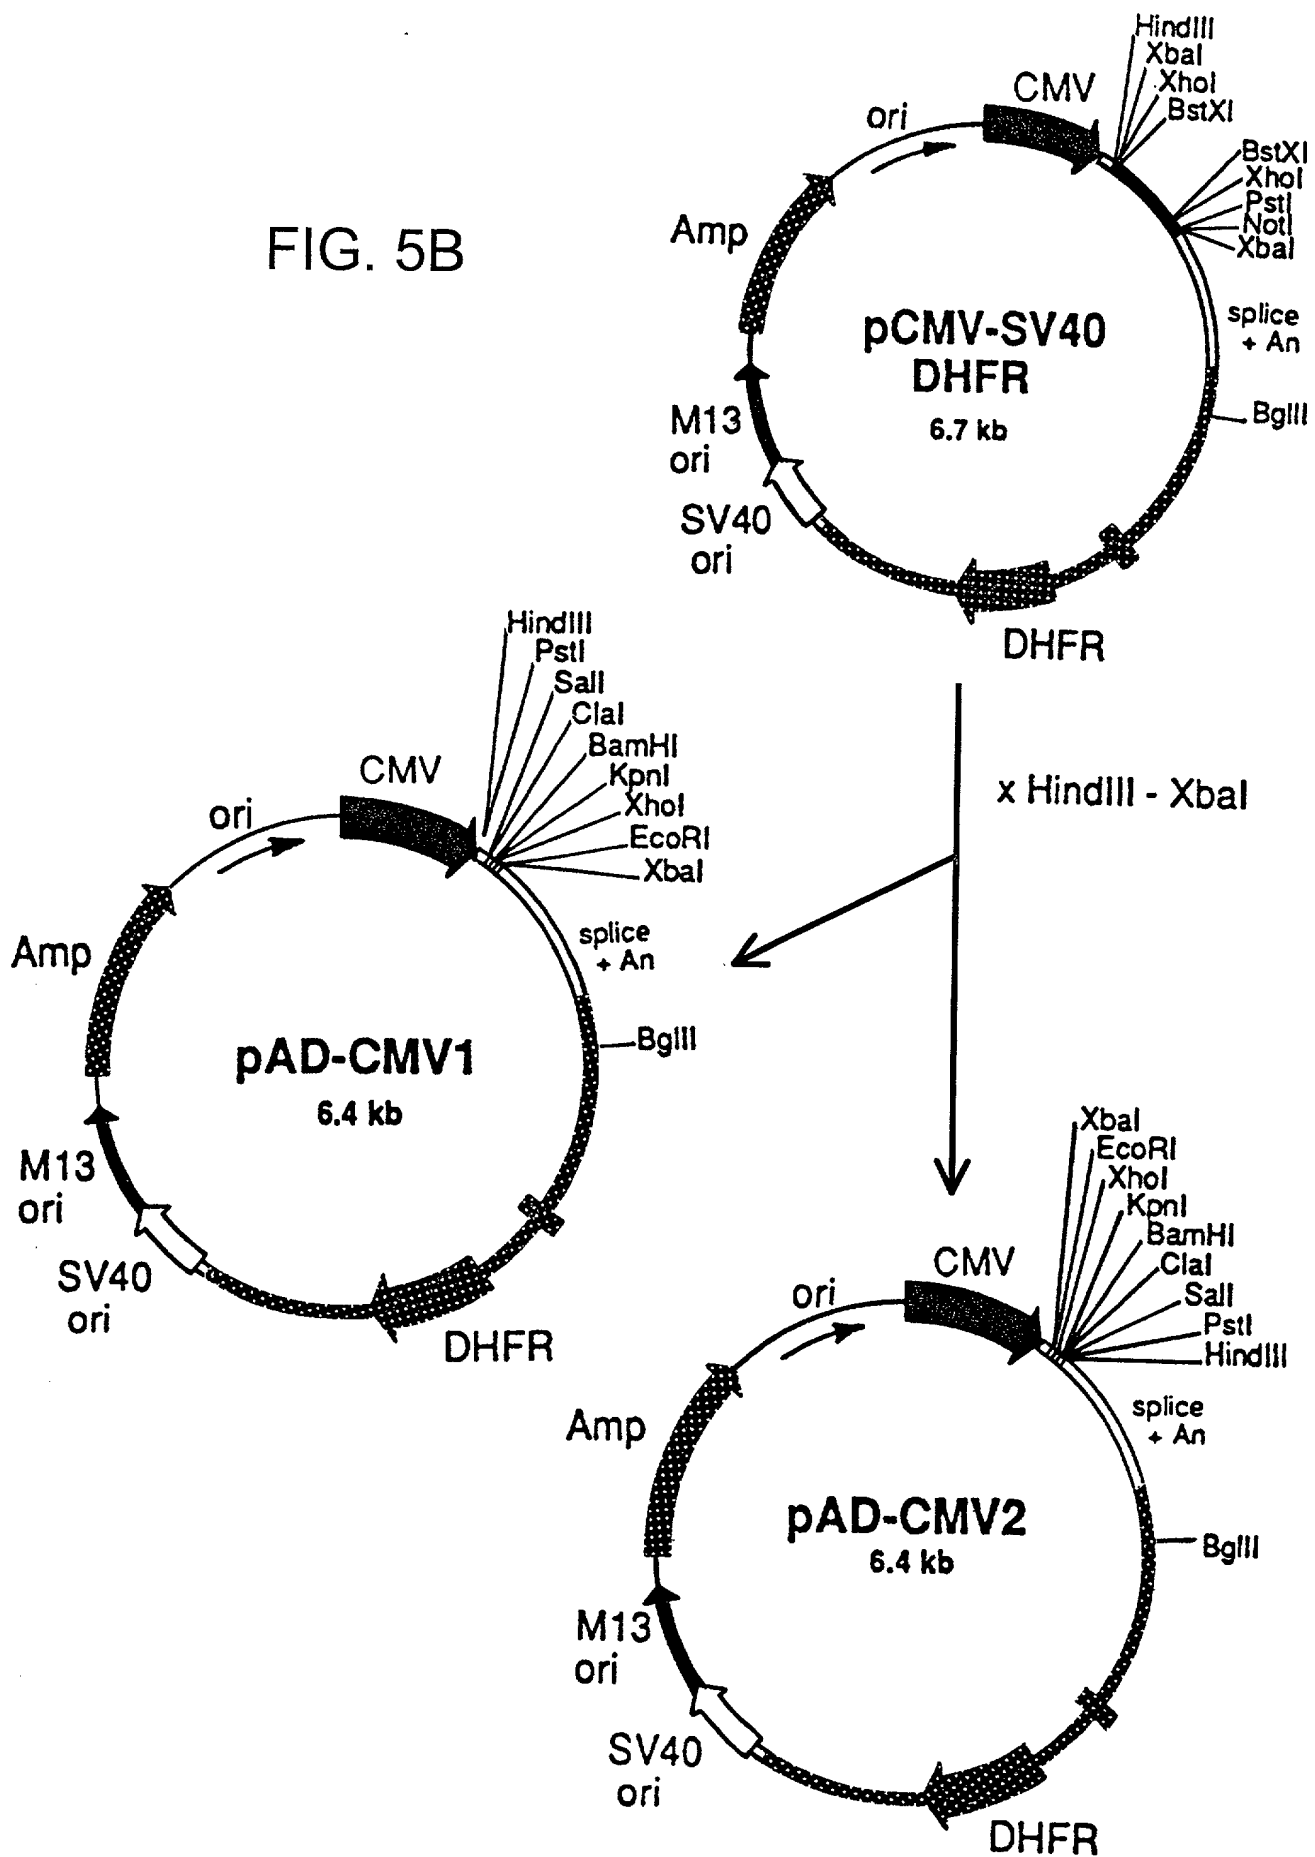 FIG. 5B
HindIII
XbaI
XhoI
BstXI
CMV
ori
BstXI
XhoI
PstI
NotI
XbaI
Amp
splice
+ An
pCMV-SV40
DHFR
6.7 kb
BglII
M13
ori
SV40
ori
DHFR
x HindIII - XbaI
HindIII
PstI
SalI
ClaI
BamHI
KpnI
XhoI
EcoRI
XbaI
CMV
ori
Amp
splice
+ An
BglII
pAD-CMV1
6.4 kb
M13
ori
SV40
ori
DHFR
XbaI
EcoRI
XhoI
KpnI
BamHI
ClaI
SalI
PstI
HindIII
CMV
ori
Amp
splice
+ An
pAD-CMV2
6.4 kb
BglII
M13
ori
SV40
ori
DHFR